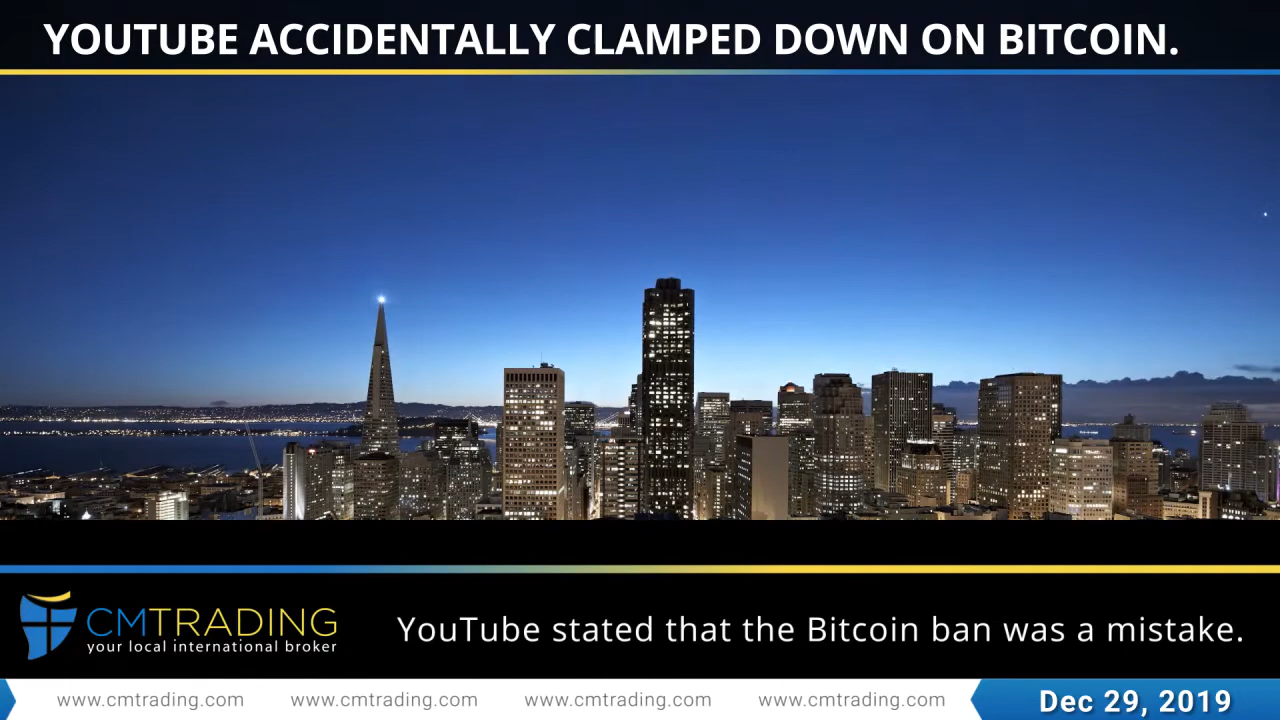 YOUTUBE ACCIDENTALLY CLAMPED DOWN ON BITCOIN.
CMTRADING
your local international broker
YouTube stated that the Bitcoin ban was a mistake.
www.cmtrading.com www.cmtrading.com www.cmtrading.com www.cmtrading.com
Dec 29, 2019